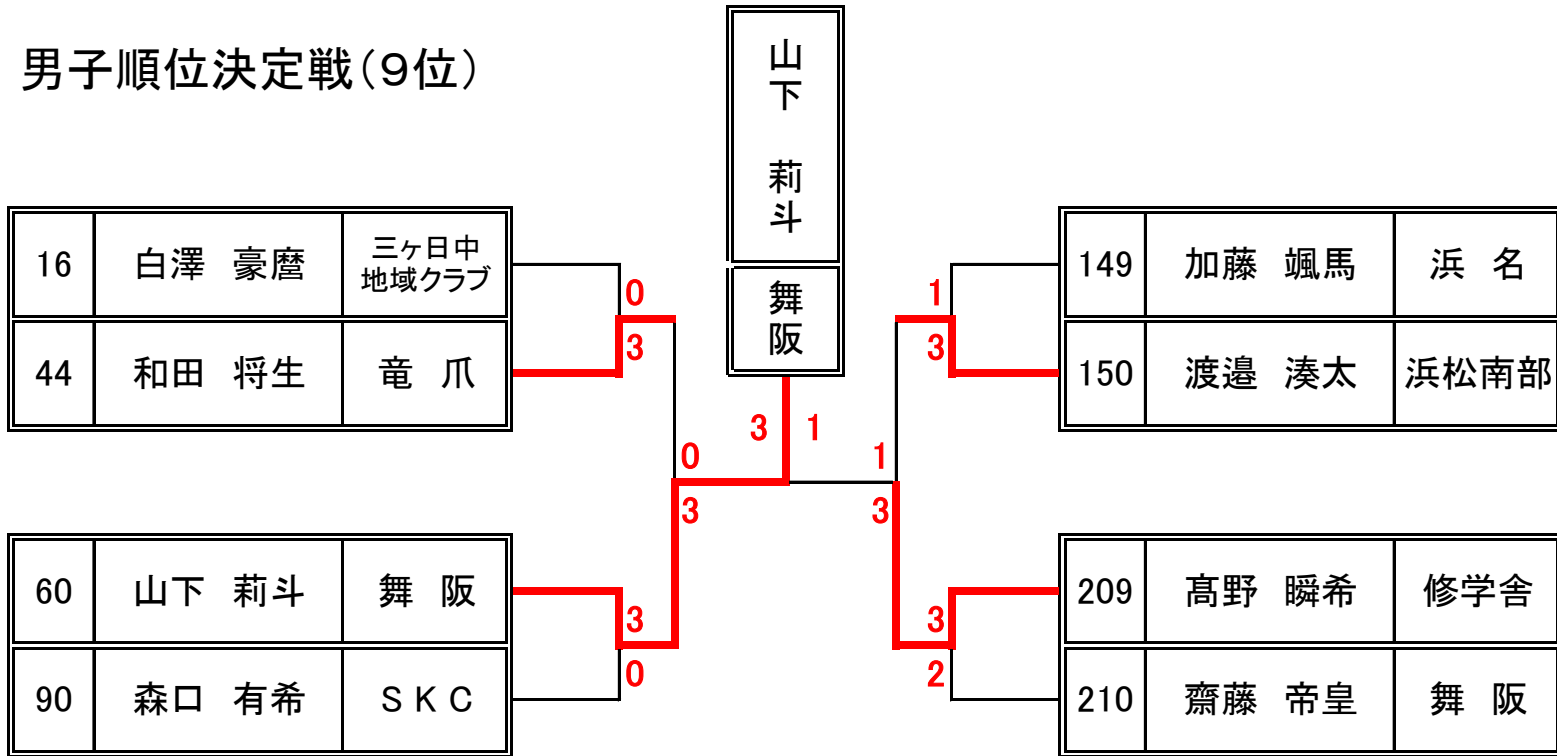 男子順位決定戦(9位)
山下 莉斗
舞阪
16 白澤 豪麿 三ヶ日中
地域クラブ
0
3
44 和田 将生 竜 爪
149 加藤 颯馬 浜 名
1
3
150 渡邉 湊太 浜松南部
3 1
0
3
1
3
60 山下 莉斗 舞 阪
3
0
90 森口 有希 SKC
209 髙野 瞬希 修学舎
3
2
210 齋藤 帝皇 舞 阪